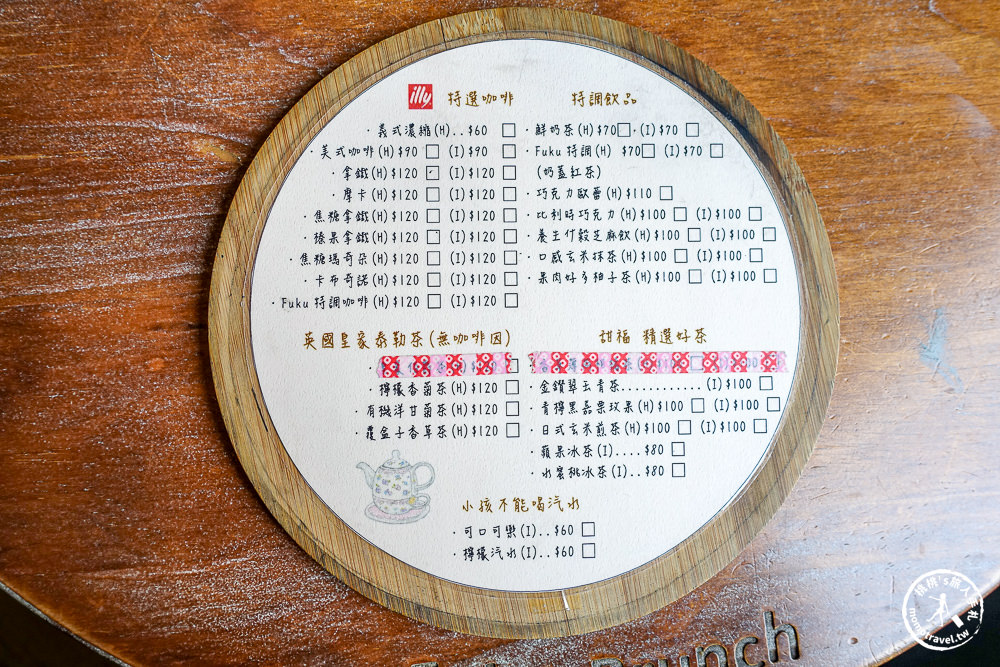 illy 特選咖啡
・義式濃縮(H)..$60 □
・美式咖啡(H)$90 □ (I)$90 □
・拿鐵(H)$120 □ (I)$120 □
・摩卡(H)$120 □ (I)$120 □
・焦糖拿鐵(H)$120 □ (I)$120 □
・榛果拿鐵(H)$120 □ (I)$120 □
・焦糖瑪奇朵(H)$120 □ (I)$120 □
・卡布奇諾(H)$120 □ (I)$120 □
・Fuku特調咖啡(H)$120 □ (I)$120 □
特調飲品
・鮮奶茶(H)$70□・(I)$70 □
・Fuku特調(H) $70□ (I)$70 □
(奶蓋紅茶)
・巧克力歐蕾(H)$110 □
・比利時巧克力(H)$100 □ (I)$100 □
・養生什穀芝麻飲(H)$100 □ (I)$100 □
・口感玄米抹茶(H)$100 □ (I)$100 □
・果肉好多柚子茶(H)$100 □ (I)$100 □
英國皇家泰勒茶(無咖啡因)
・檸檬香菊茶(H)$120 □
・有機洋甘菊茶(H)$120 □
・覆盆子香草茶(H)$120 □
甜福 精選好茶
・金鑽翠玉青茶............(I)$100 □
・青檸黑嘉栗玫果(H)$100 □ (I)$100 □
・日式玄米煎茶(H)$100 □ (I)$100 □
・蘋果冰茶(I)....$80 □
・水蜜桃冰茶(I)..$80 □
小孩不能喝汽水
・可口可樂(I)..$60 □
・檸檬汽水(I)..$60 □
Brunch
momotravel.tw